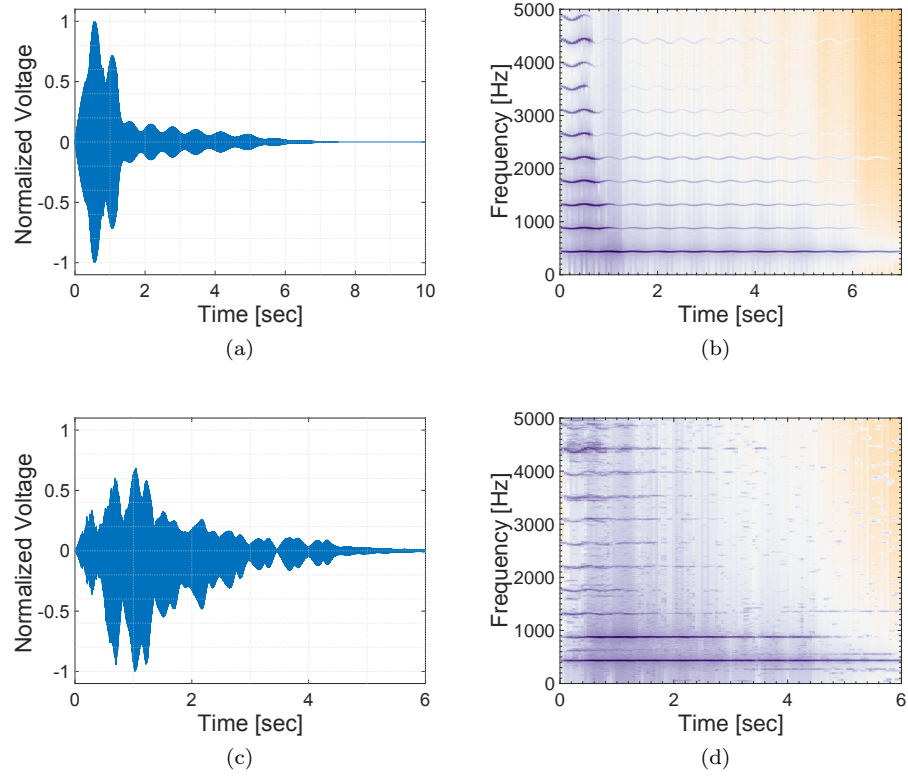 1
0.5
0
-0.5
-1
Normalized Voltage
0 2 4 6 8 10
Time [sec]
(a)
5000
4000
3000
2000
1000
0
Frequency [Hz]
0 2 4 6
Time [sec]
(b)
1
0.5
0
-0.5
-1
Normalized Voltage
0 2 4 6
Time [sec]
(c)
5000
4000
3000
2000
1000
0
Frequency [Hz]
0 2 4 6
Time [sec]
(d)